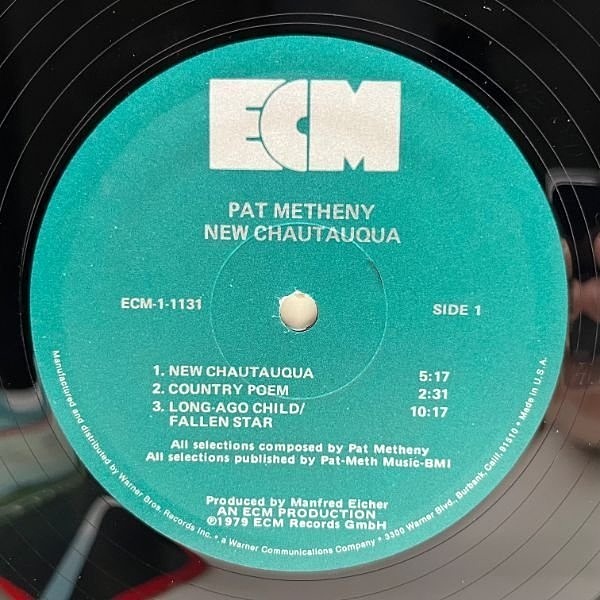 ECM
PAT METHENY
NEW CHAUTAUQUA
ECM-1-1131
SIDE 1
1. NEW CHAUTAUQUA 5:17
2. COUNTRY POEM 2:31
3. LONG-AGO CHILD/ 10:17
FALLEN STAR
All selections composed by Pat Metheny
All selections published by Pat-Meth Music-BMI
Produced by Manfred Eicher
AN ECM PRODUCTION
℗1979 ECM Records GmbH
Manufactured and distributed by Warner Bros. Records Inc., a Warner Communications Company • 3300 Warner Blvd., Burbank, Calif. 91510 • Made in U.S.A.